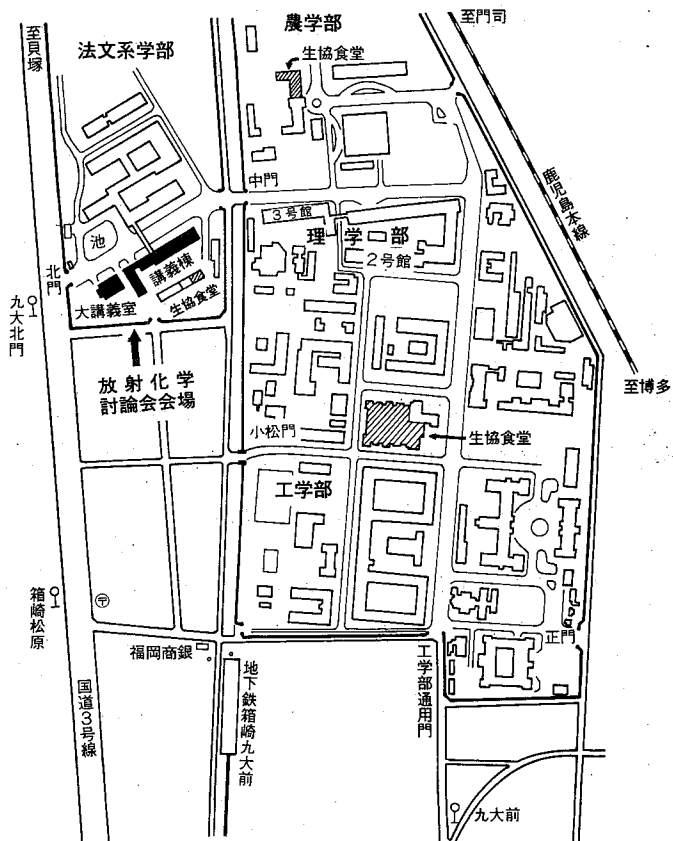 至貝塚
法文系学部
農学部
生協食堂
至門司
鹿児島本線
中門
3号館
理学部
2号館
池
講義棟
生協食堂
大講義室
北門
九大北門
放射化学
討論会会場
至博多
小松門
生協食堂
工学部
箱崎松原
〒
福岡商銀
国道3号線
地下鉄箱崎九大前
工学部通用門
正門
九大前